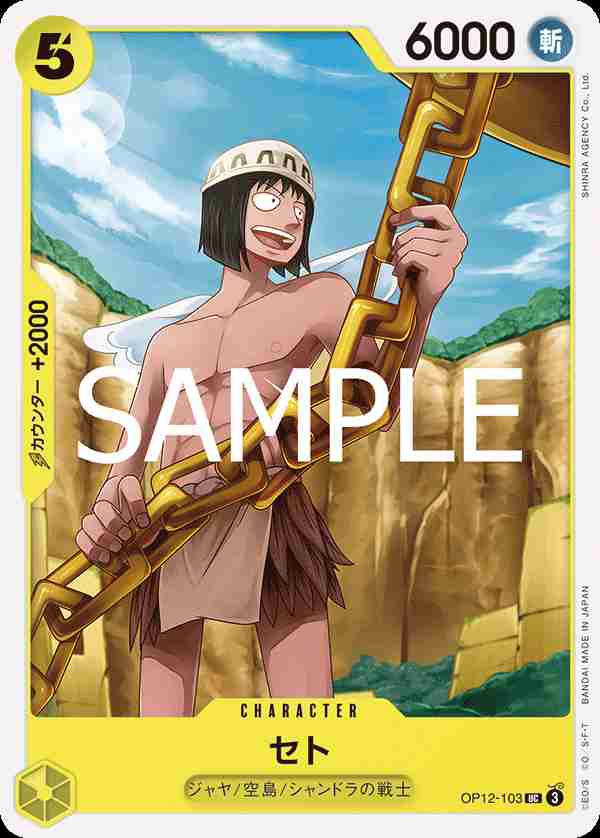 5
6000
斬
カウンター +2000
SHINRA AGENCY Co., Ltd.
SAMPLE
CHARACTER
セト
ジャヤ/空島/シャンドラの戦士
OP12-103 UC 3
©E.O/S ©O/S・F・T BANDAI MADE IN JAPAN